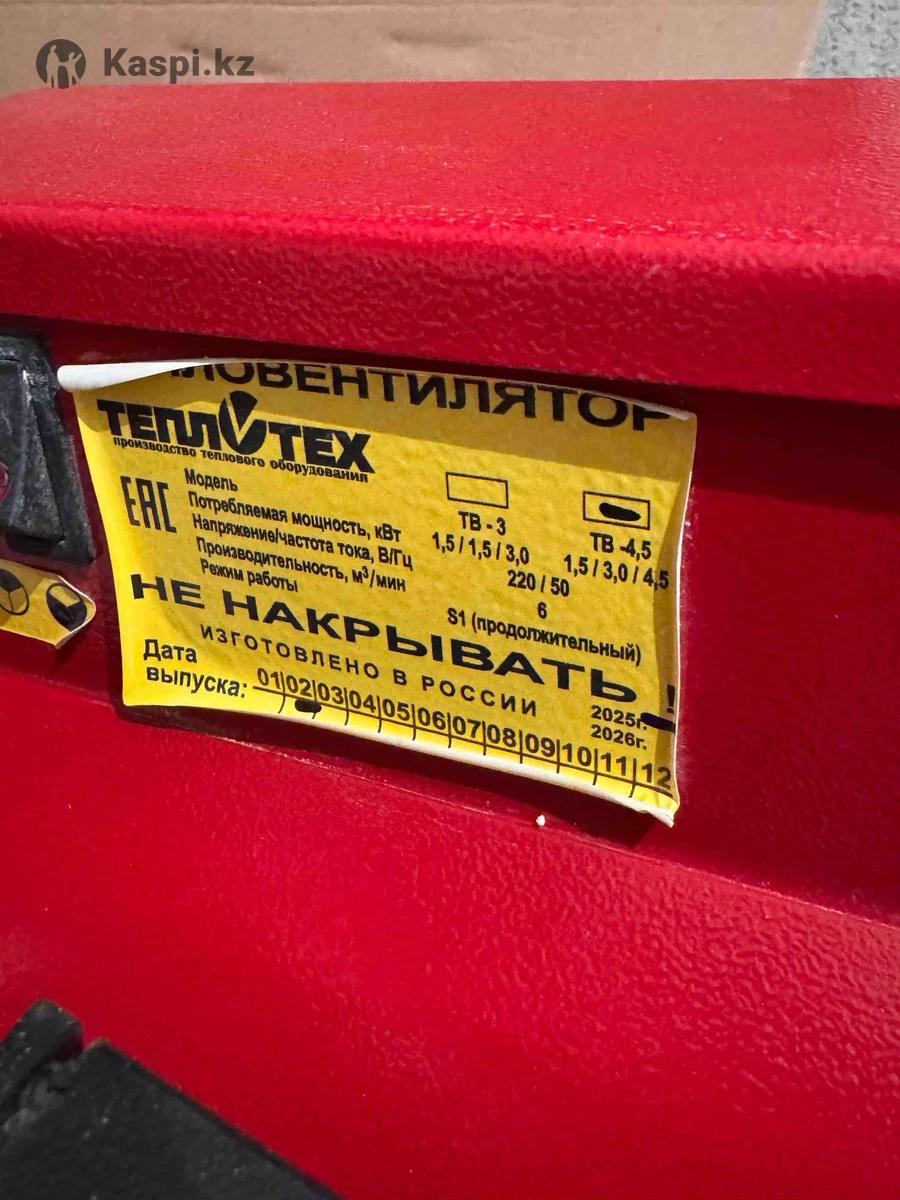 Kaspi.kz
ЛОВЕНТИЛЯТОР
ТЕПЛОТЕХ
производство теплового оборудования
EAC
Модель
ТВ - 3
ТВ -4,5
Потребляемая мощность, кВт
1,5 / 1,5 / 3,0
1,5 / 3,0 / 4,5
Напряжение/частота тока, В/Гц
220 / 50
Производительность, м³/мин
6
Режим работы
S1 (продолжительный)
НЕ НАКРЫВАТЬ !
ИЗГОТОВЛЕНО В РОССИИ
Дата
выпуска:
01|02|03|04|05|06|07|08|09|10|11|12
2025г.
2026г.